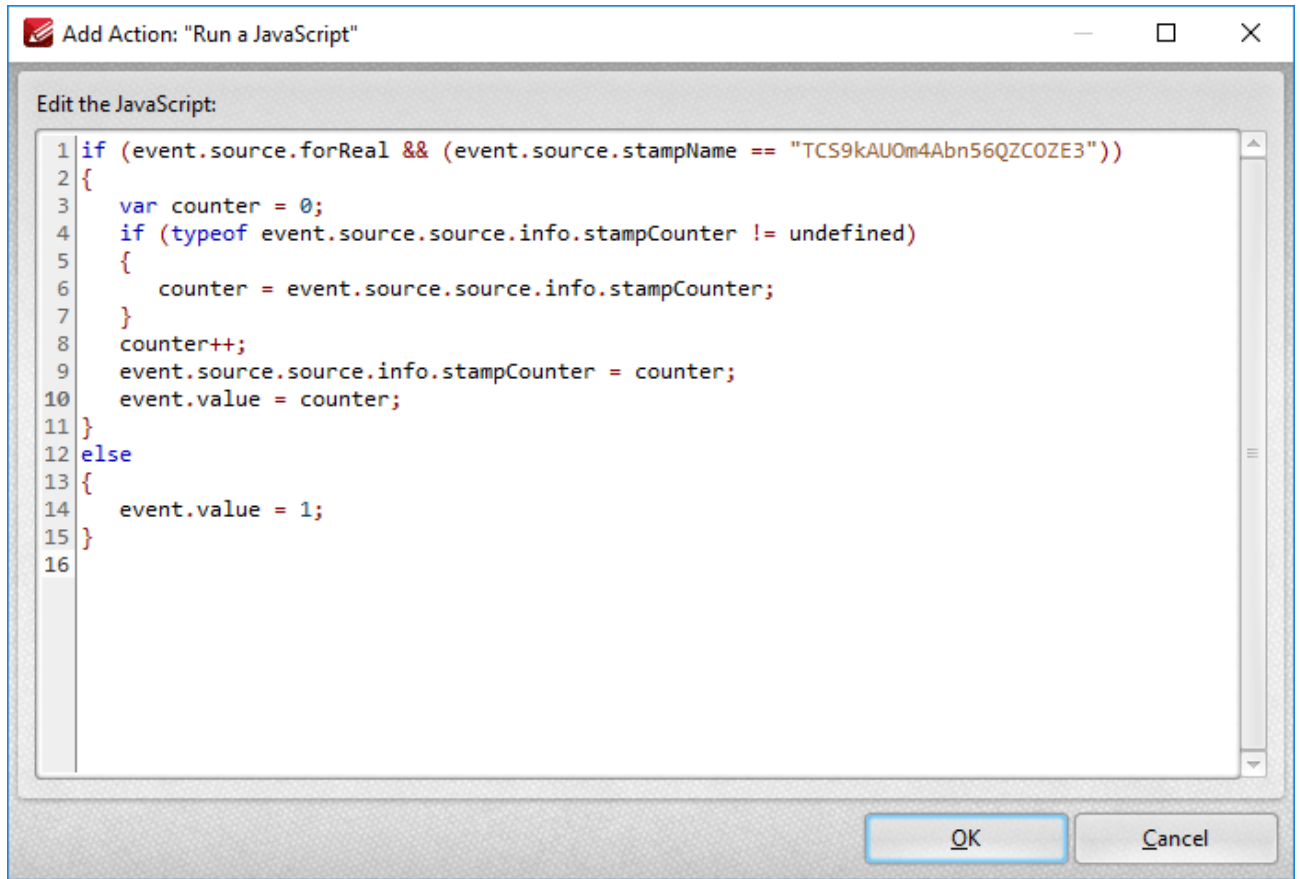 Add Action: "Run a JavaScript"
Edit the JavaScript:
1 if (event.source.forReal && (event.source.stampName == "TCS9kAUOm4Abn56QZCOZE3"))
2 {
3    var counter = 0;
4    if (typeof event.source.source.info.stampCounter != undefined)
5    {
6       counter = event.source.source.info.stampCounter;
7    }
8    counter++;
9    event.source.source.info.stampCounter = counter;
10    event.value = counter;
11 }
12 else
13 {
14    event.value = 1;
15 }
16
OK Cancel